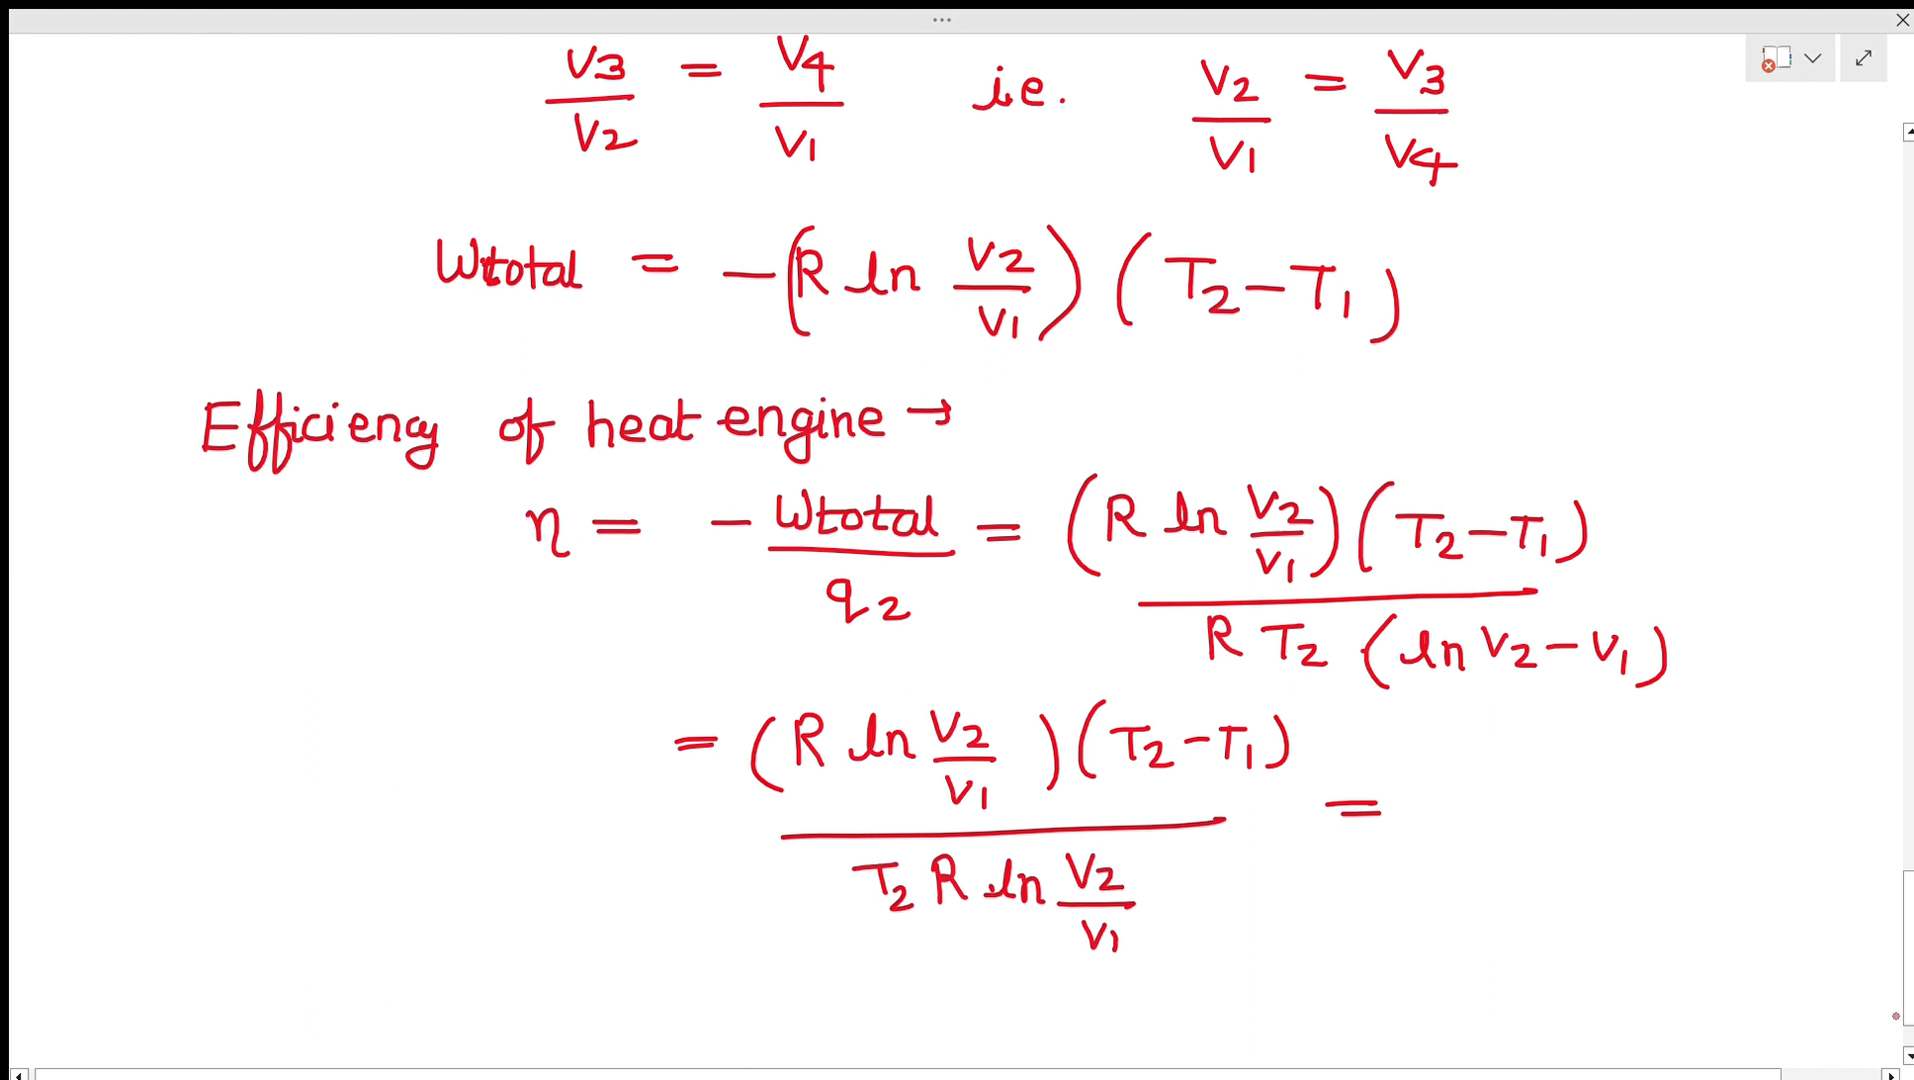 V3/V2 = V4/V1 i.e. V2/V1 = V3/V4
Wtotal = -(R ln V2/V1) (T2-T1)
Efficiency of heat engine →
η = - Wtotal/q2 = (R ln V2/V1)(T2-T1) / R T2 (ln V2-V1)
= (R ln V2/V1)(T2-T1) / T2 R ln V2/V1 =